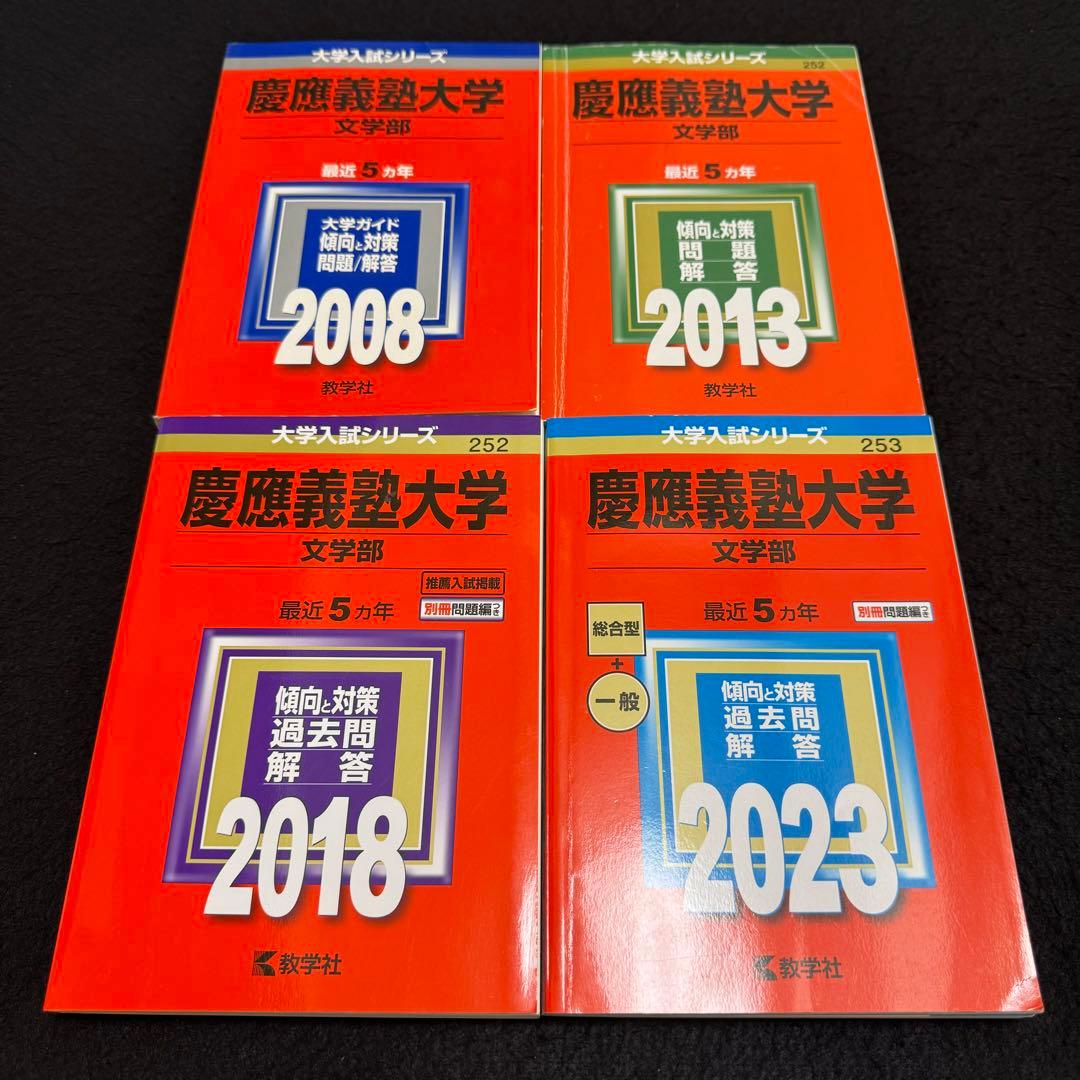 大学入試シリーズ
慶應義塾大学
文学部
最近5ヵ年
大学ガイド
傾向と対策
問題/解答
2008
教学社
大学入試シリーズ
252
慶應義塾大学
文学部
最近5ヵ年
傾向と対策
問題
解答
2013
教学社
大学入試シリーズ
252
慶應義塾大学
文学部
推薦入試掲載
最近5ヵ年
別冊問題編つき
傾向と対策
過去問
解答
2018
教学社
大学入試シリーズ
253
慶應義塾大学
文学部
最近5ヵ年
別冊問題編つき
総合型
+
一般
傾向と対策
過去問
解答
2023
教学社